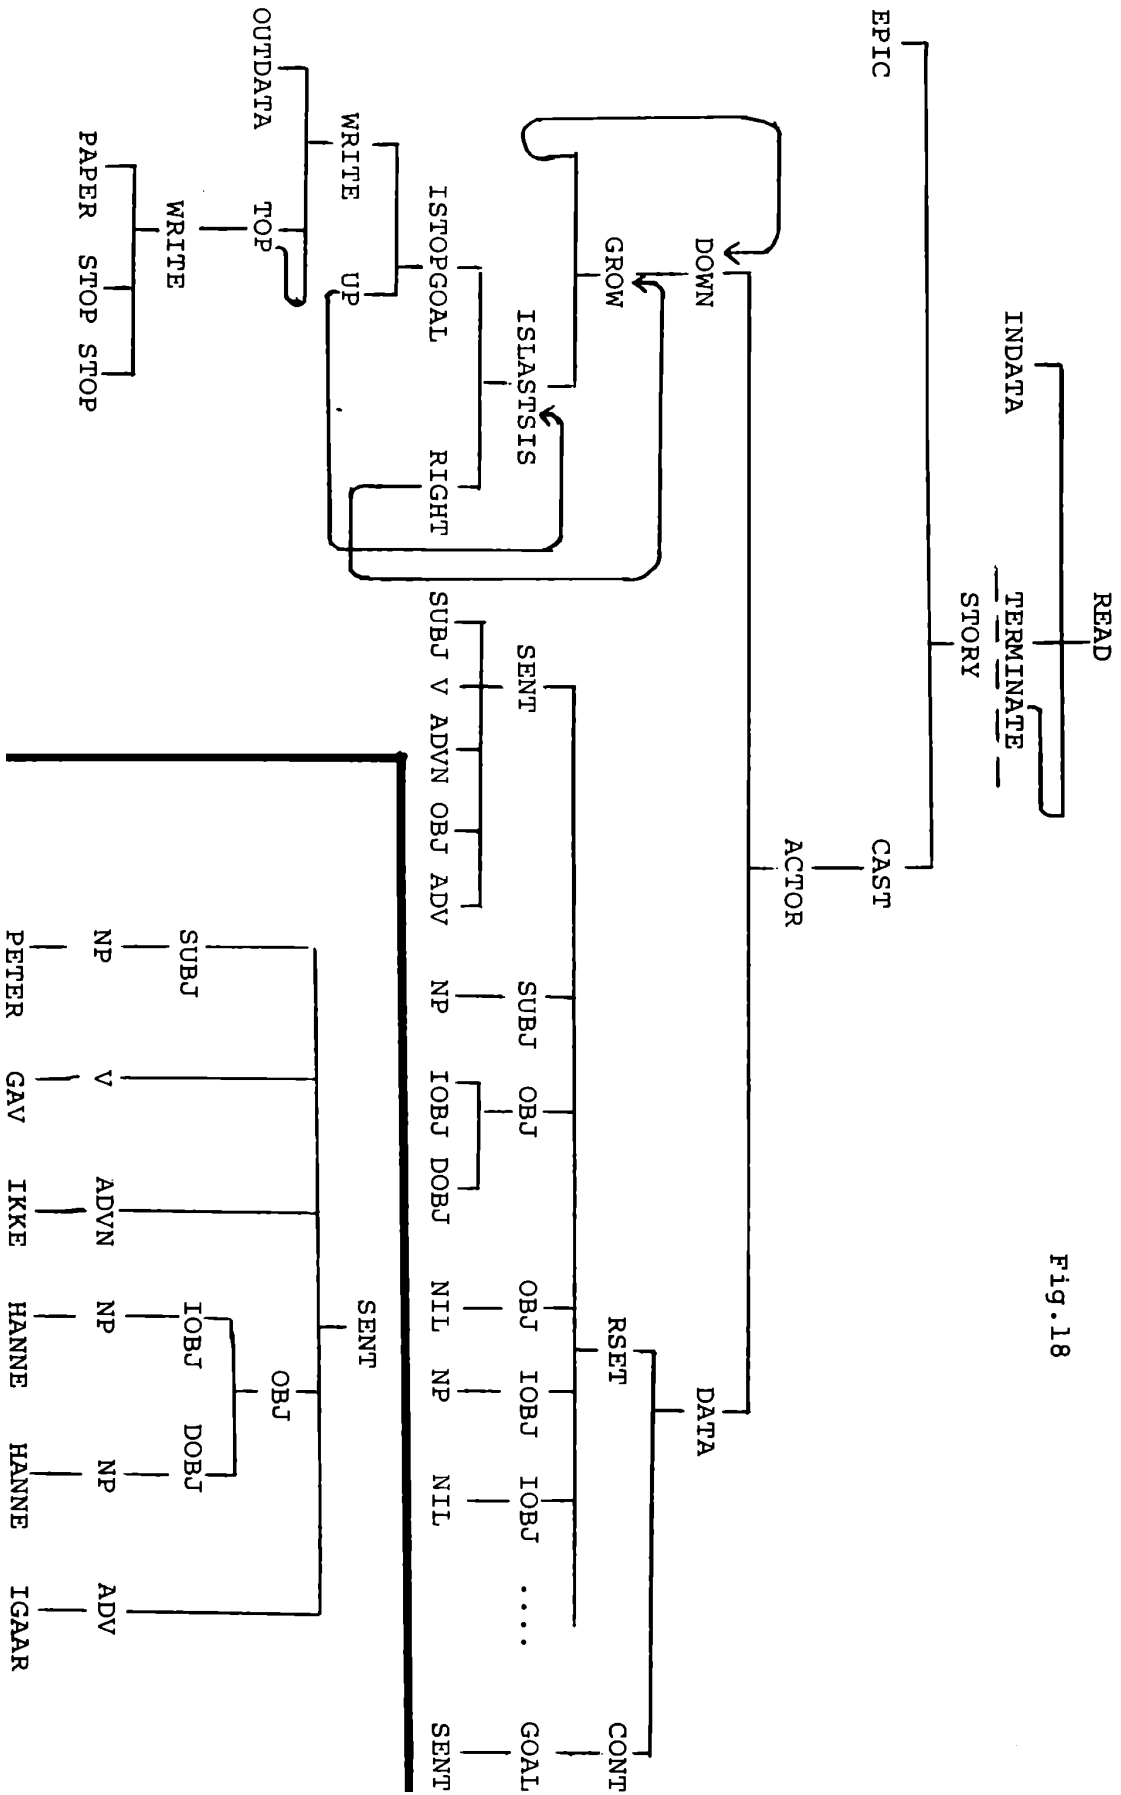 READ
Fig.18
INDATA TERMINATE
STORY
EPIC CAST
ACTOR
DOWN DATA
GROW RSET CONT
ISLASTSIS SENT SUBJ OBJ OBJ IOBJ IOBJ .... GOAL
ISTOPGOAL RIGHT SUBJ V ADVN OBJ ADV NP IOBJ DOBJ NIL NP NIL SENT
WRITE UP
OUTDATA TOP
WRITE
PAPER STOP STOP
SENT
OBJ
SUBJ IOBJ DOBJ
NP V ADVN NP NP ADV
PETER GAV IKKE HANNE HANNE IGAAR